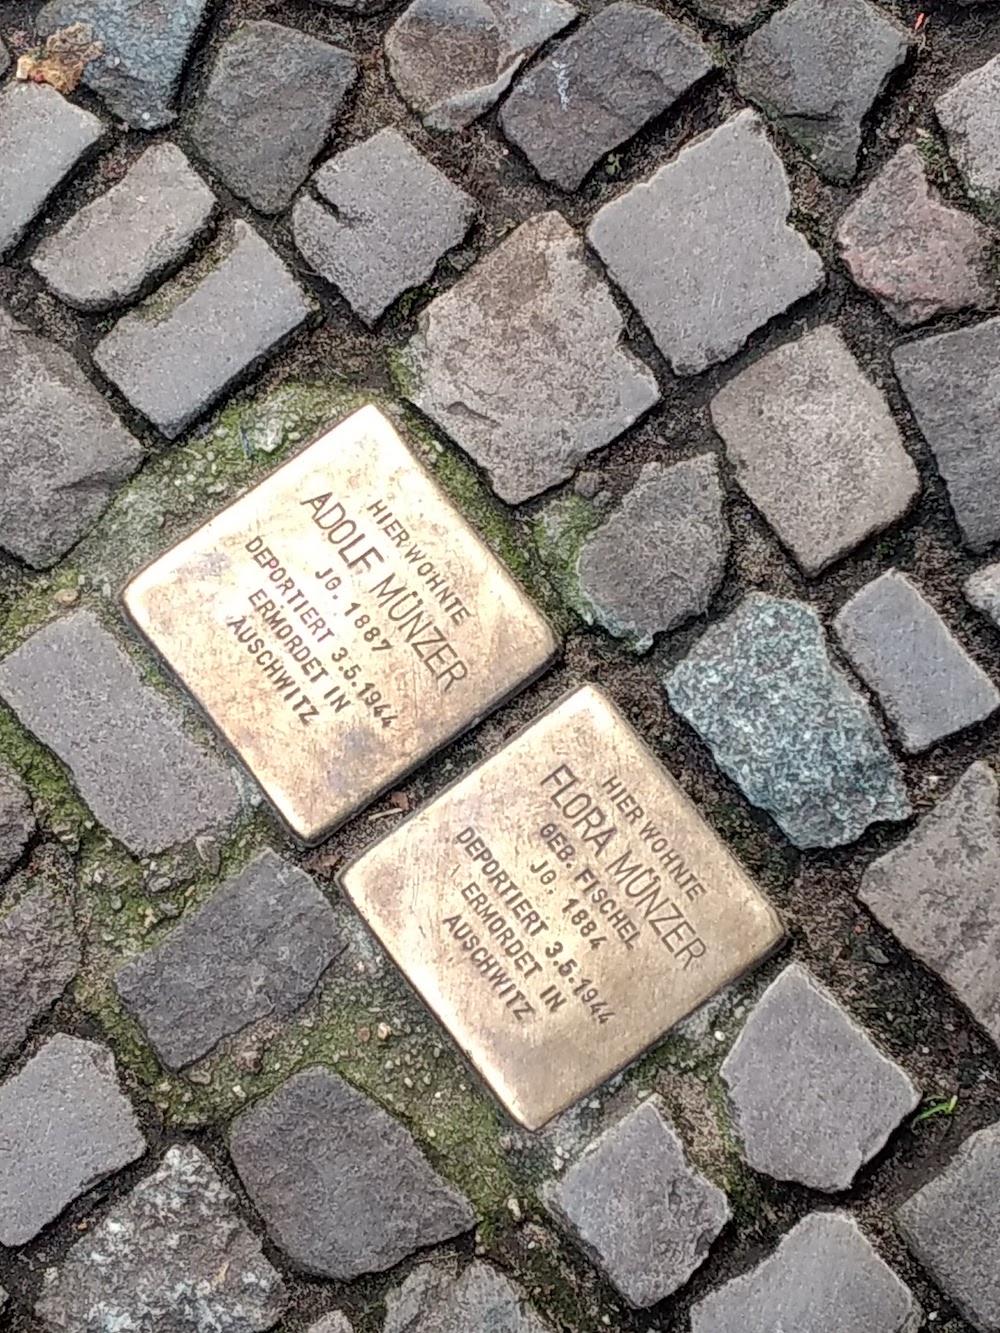 HIER WOHNTE
ADOLF MÜNZER
JG. 1887
DEPORTIERT 3.5.1944
ERMORDET IN
AUSCHWITZ
HIER WOHNTE
FLORA MÜNZER
GEB. FISCHEL
JG. 1884
DEPORTIERT 3.5.1944
ERMORDET IN
AUSCHWITZ